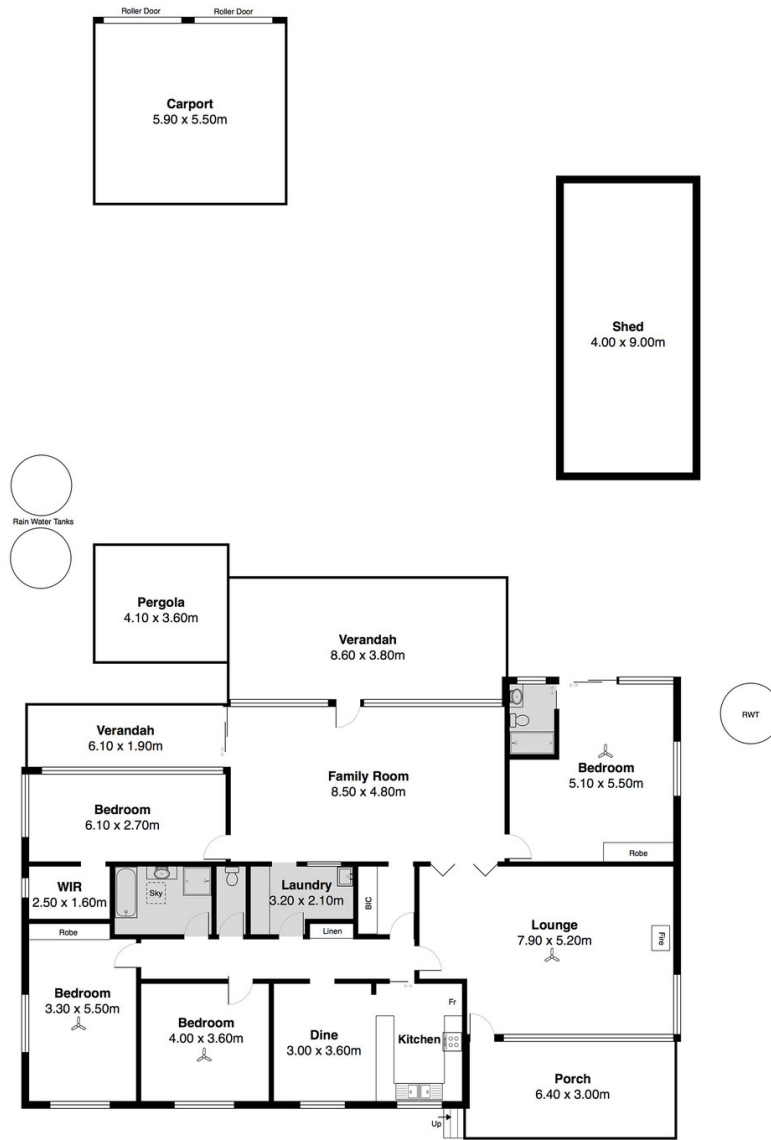 Roller Door
Roller Door
Carport
5.90 x 5.50m
Shed
4.00 x 9.00m
Rain Water Tanks
Pergola
4.10 x 3.60m
Verandah
8.60 x 3.80m
Verandah
6.10 x 1.90m
RWT
Family Room
8.50 x 4.80m
Bedroom
5.10 x 5.50m
Robe
Bedroom
6.10 x 2.70m
WIR
2.50 x 1.60m
Sky
Laundry
3.20 x 2.10m
BIC
Linen
Lounge
7.90 x 5.20m
Fire
Robe
Bedroom
3.30 x 5.50m
Bedroom
4.00 x 3.60m
Dine
3.00 x 3.60m
Kitchen
Fr
Porch
6.40 x 3.00m
Up